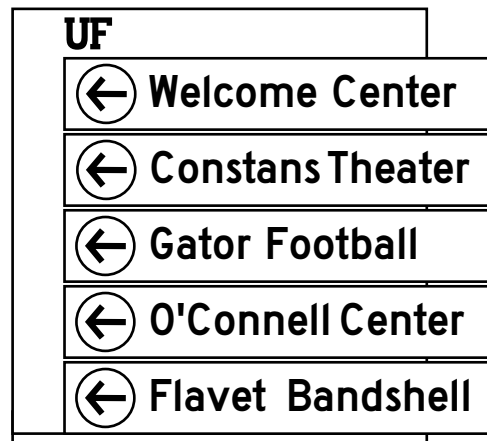 UF
Welcome Center
Constans Theater
Gator Football
O'Connell Center
Flavet Bandshell